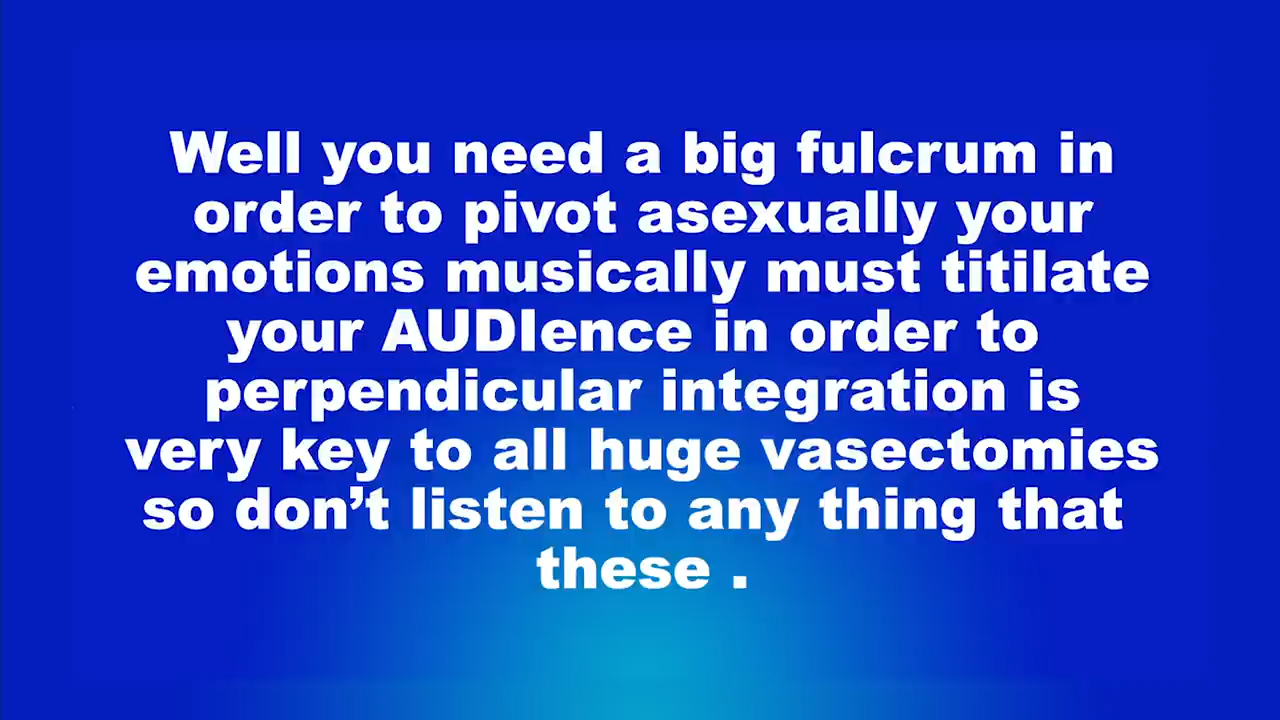 Well you need a big fulcrum in
order to pivot asexually your
emotions musically must titilate
your AUDIence in order to
perpendicular integration is
very key to all huge vasectomies
so don’t listen to any thing that
these .